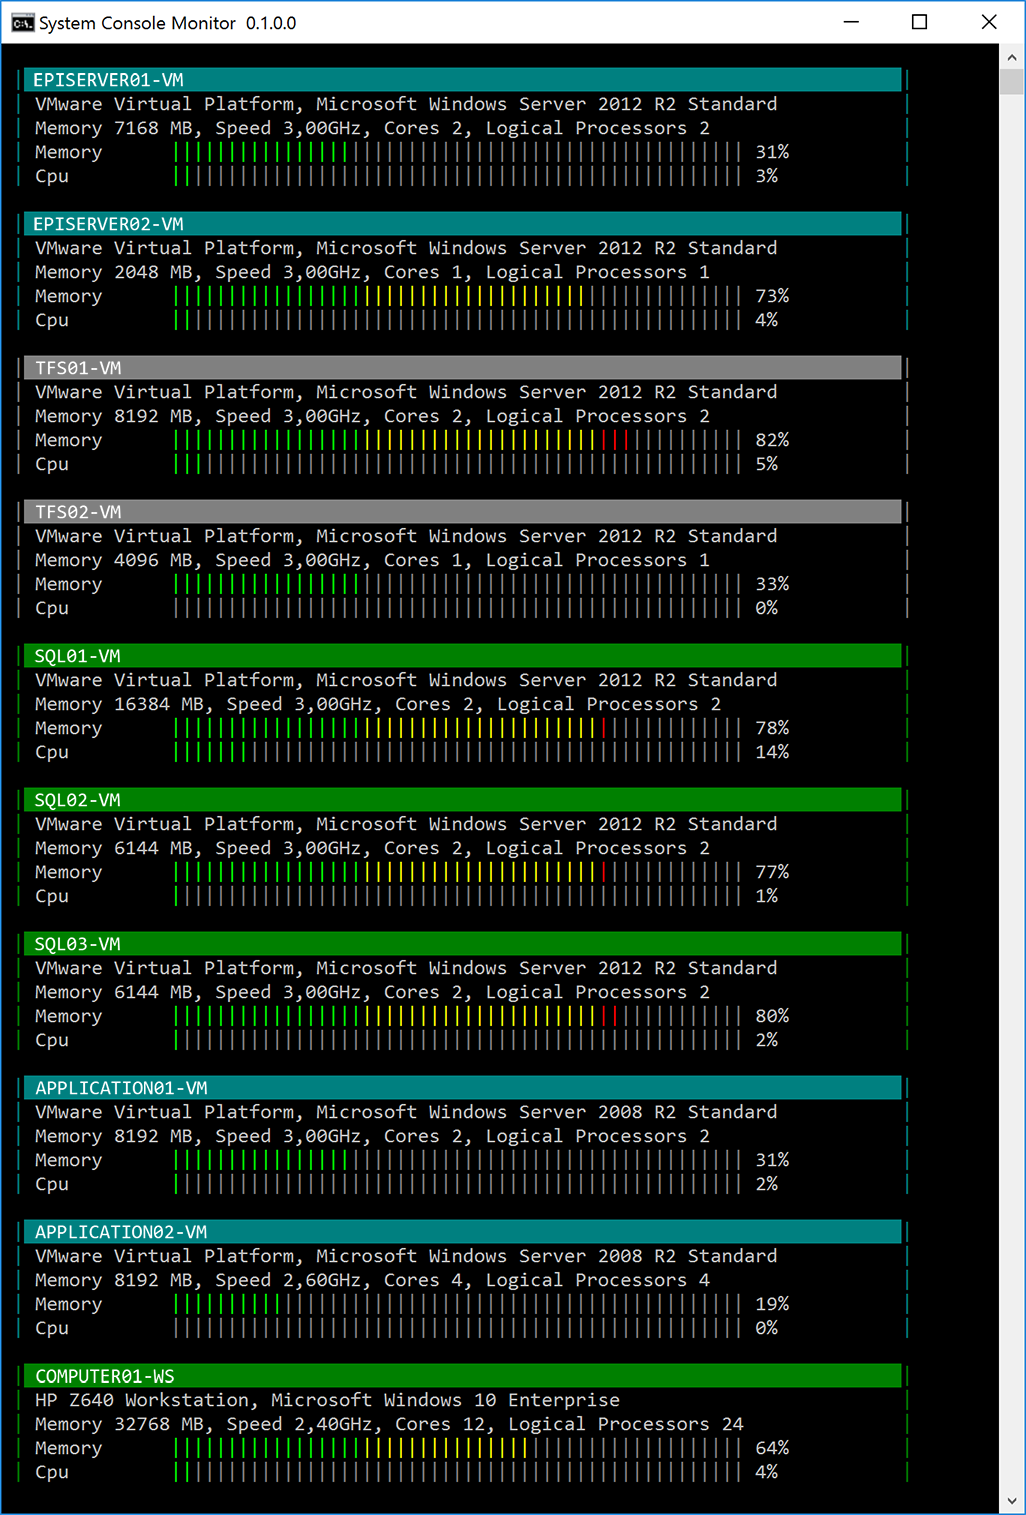 System Console Monitor 0.1.0.0
EPISERVER01-VM
VMware Virtual Platform, Microsoft Windows Server 2012 R2 Standard
Memory 7168 MB, Speed 3,00GHz, Cores 2, Logical Processors 2
Memory 31%
Cpu 3%
EPISERVER02-VM
VMware Virtual Platform, Microsoft Windows Server 2012 R2 Standard
Memory 2048 MB, Speed 3,00GHz, Cores 1, Logical Processors 1
Memory 73%
Cpu 4%
TFS01-VM
VMware Virtual Platform, Microsoft Windows Server 2012 R2 Standard
Memory 8192 MB, Speed 3,00GHz, Cores 2, Logical Processors 2
Memory 82%
Cpu 5%
TFS02-VM
VMware Virtual Platform, Microsoft Windows Server 2012 R2 Standard
Memory 4096 MB, Speed 3,00GHz, Cores 1, Logical Processors 1
Memory 33%
Cpu 0%
SQL01-VM
VMware Virtual Platform, Microsoft Windows Server 2012 R2 Standard
Memory 16384 MB, Speed 3,00GHz, Cores 2, Logical Processors 2
Memory 78%
Cpu 14%
SQL02-VM
VMware Virtual Platform, Microsoft Windows Server 2012 R2 Standard
Memory 6144 MB, Speed 3,00GHz, Cores 2, Logical Processors 2
Memory 77%
Cpu 1%
SQL03-VM
VMware Virtual Platform, Microsoft Windows Server 2012 R2 Standard
Memory 6144 MB, Speed 3,00GHz, Cores 2, Logical Processors 2
Memory 80%
Cpu 2%
APPLICATION01-VM
VMware Virtual Platform, Microsoft Windows Server 2008 R2 Standard
Memory 8192 MB, Speed 3,00GHz, Cores 2, Logical Processors 2
Memory 31%
Cpu 2%
APPLICATION02-VM
VMware Virtual Platform, Microsoft Windows Server 2008 R2 Standard
Memory 8192 MB, Speed 2,60GHz, Cores 4, Logical Processors 4
Memory 19%
Cpu 0%
COMPUTER01-WS
HP Z640 Workstation, Microsoft Windows 10 Enterprise
Memory 32768 MB, Speed 2,40GHz, Cores 12, Logical Processors 24
Memory 64%
Cpu 4%